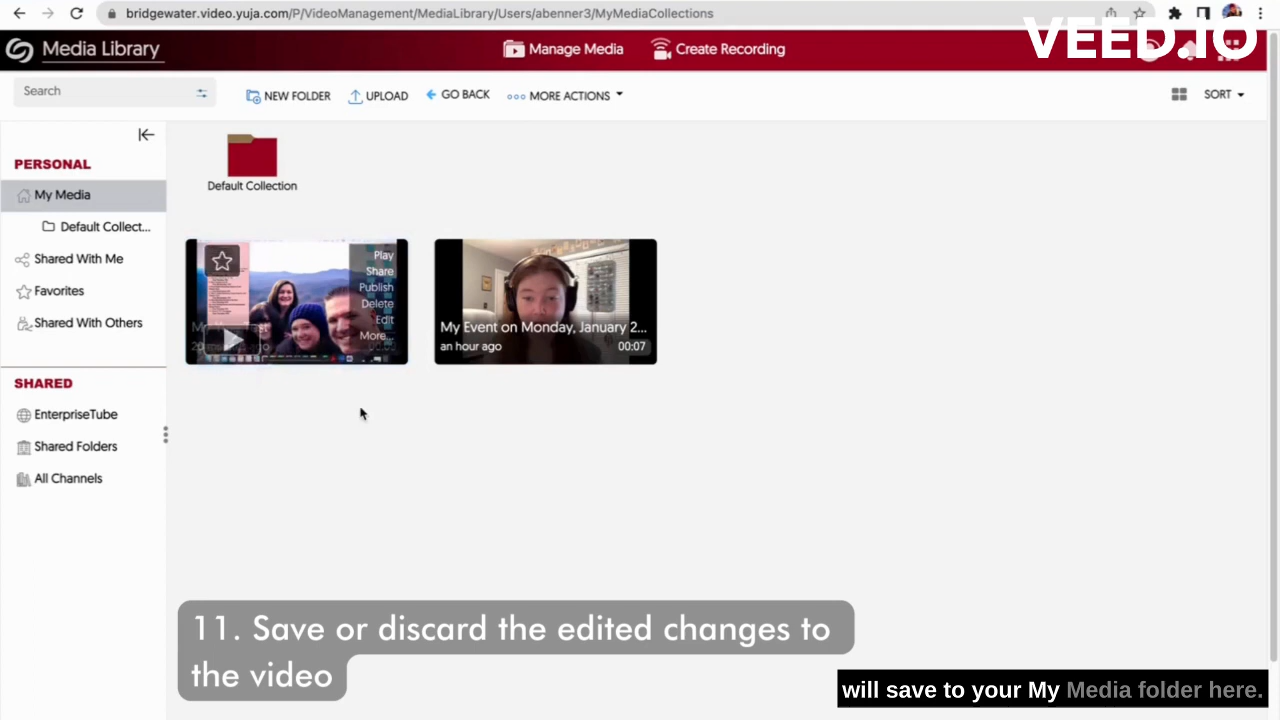 bridgewater.video.yuja.com/P/VideoManagement/MediaLibrary/Users/abenner3/MyMediaCollections
VEED.IO
Media Library
Manage Media
Create Recording
Search
NEW FOLDER
UPLOAD
GO BACK
MORE ACTIONS
SORT
PERSONAL
My Media
Default Collect...
Shared With Me
Favorites
Shared With Others
SHARED
EnterpriseTube
Shared Folders
All Channels
Default Collection
Play
Share
Publish
Delete
Edit
More...
My Event on Monday, January 2...
an hour ago
00:07
11. Save or discard the edited changes to
the video
will save to your My Media folder here.